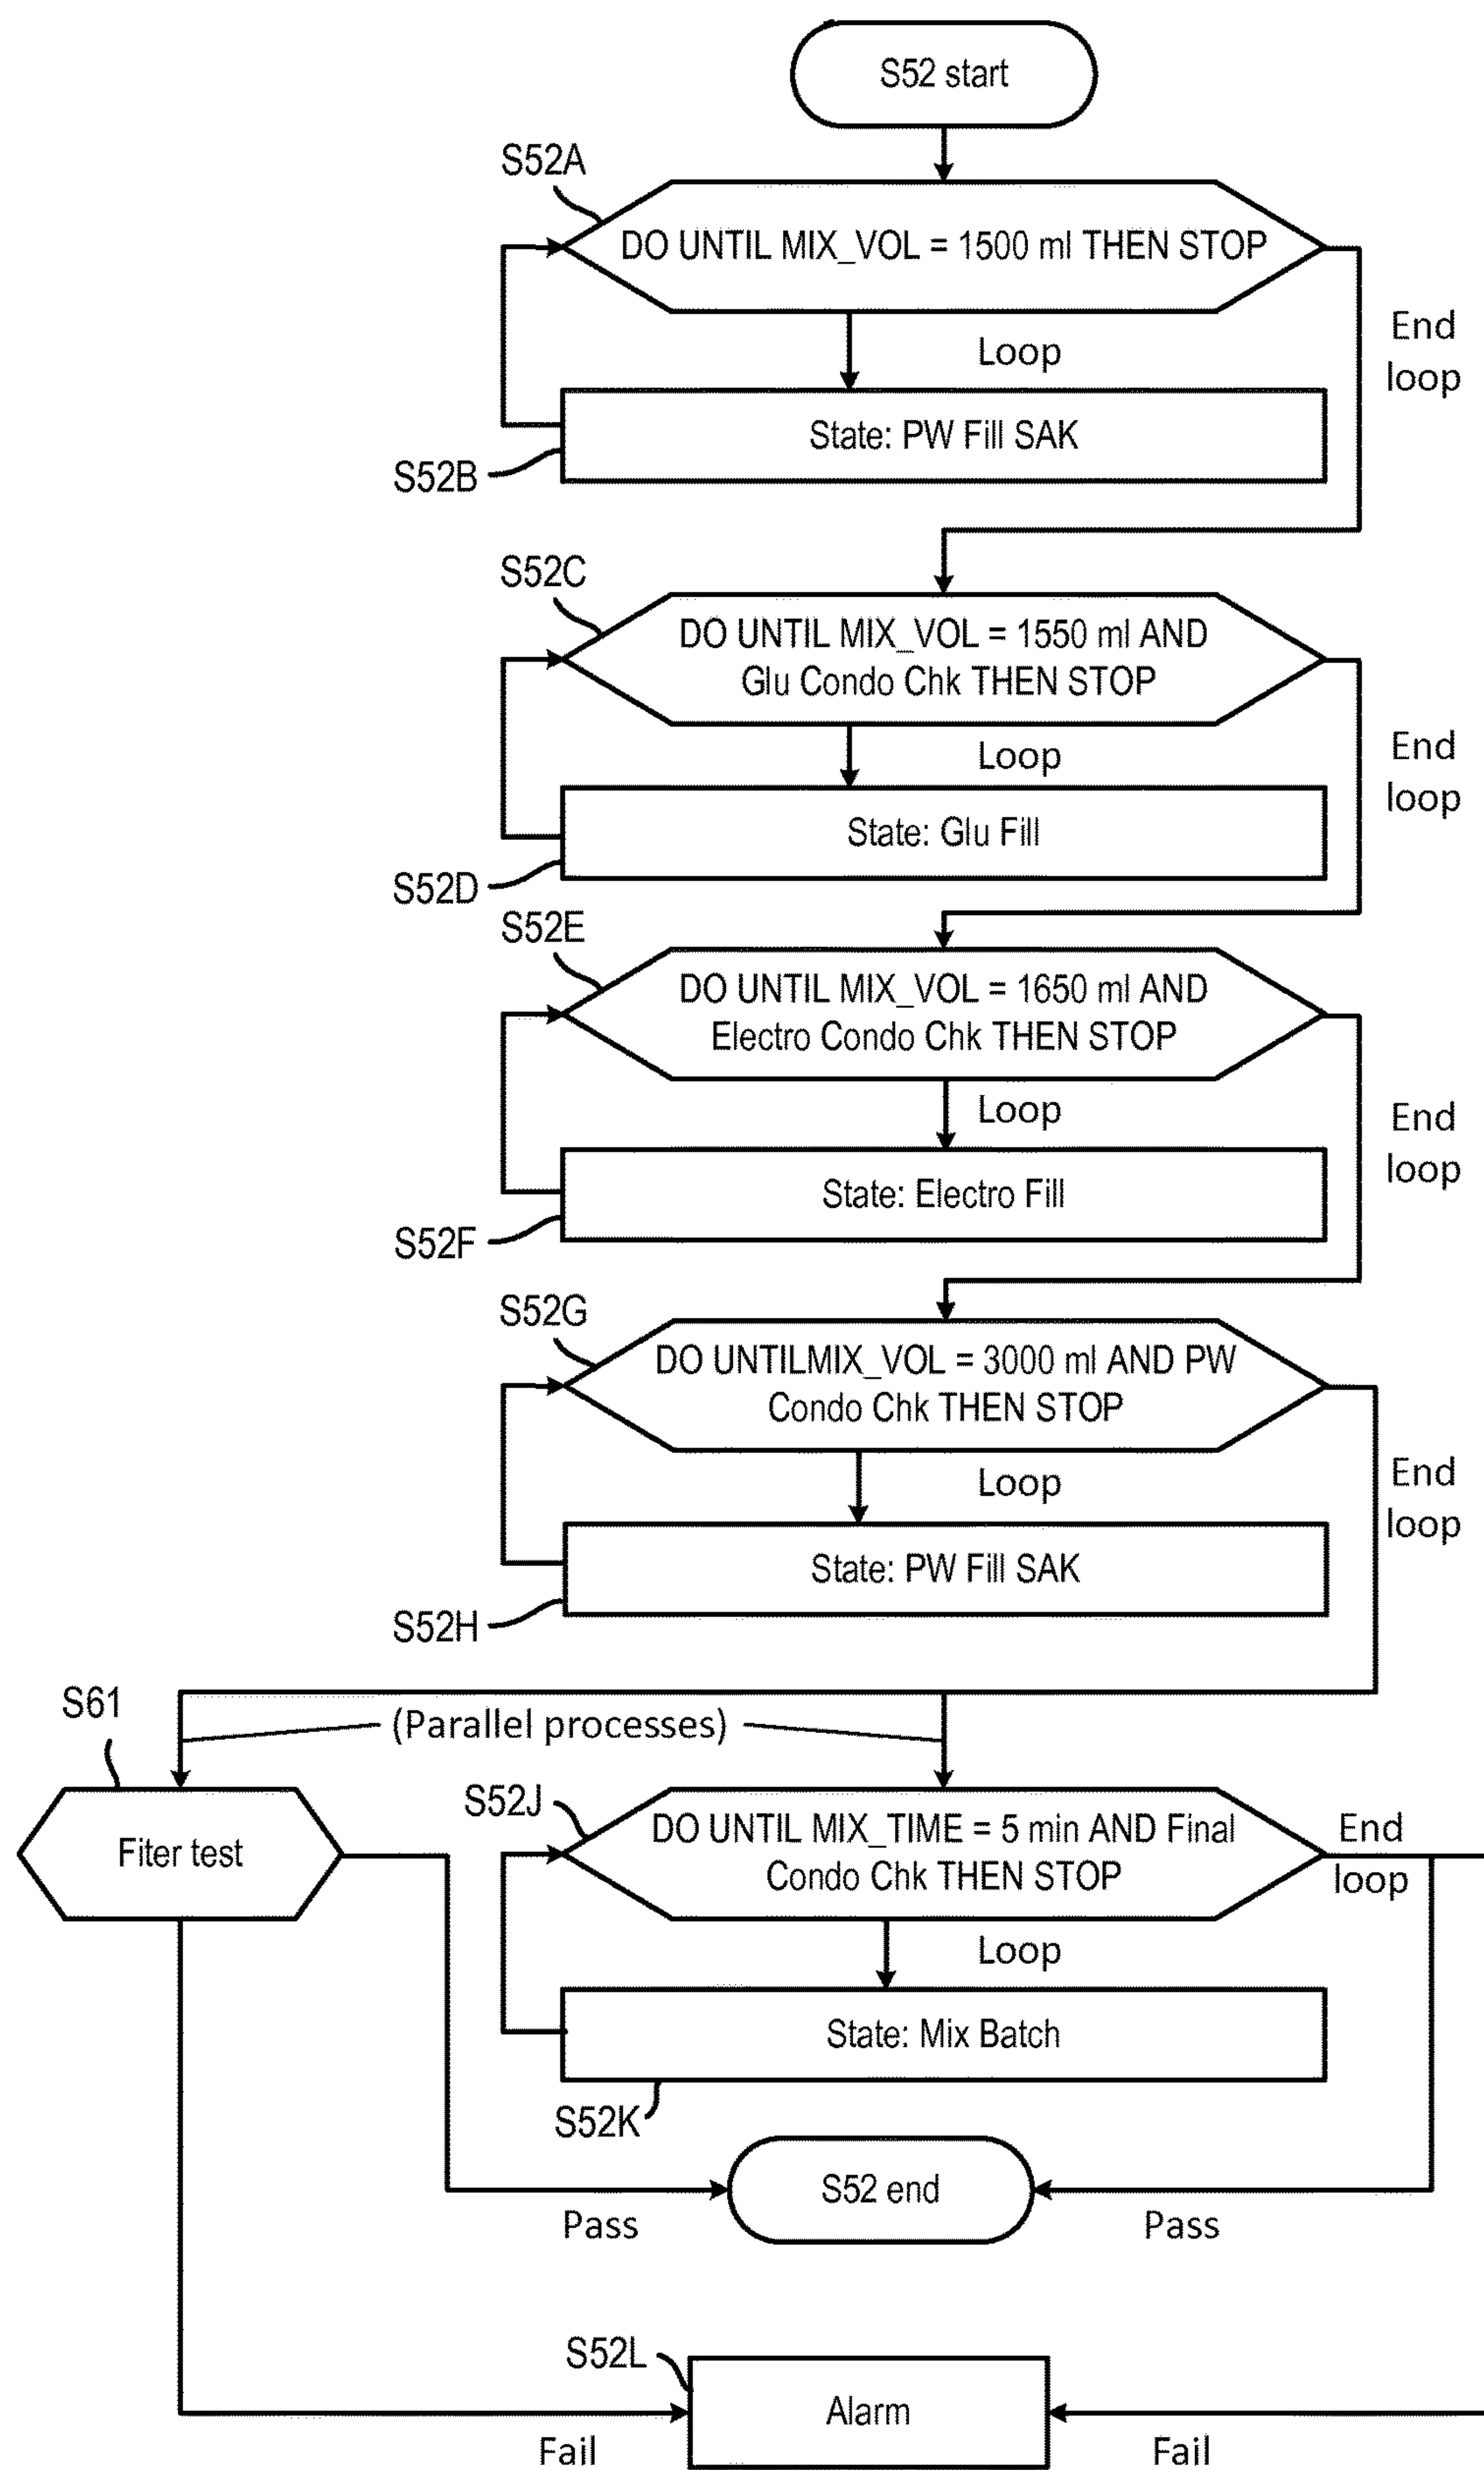 S52 start
S52A
DO UNTIL MIX_VOL = 1500 ml THEN STOP
End
loop
Loop
State: PW Fill SAK
S52B
S52C
DO UNTIL MIX_VOL = 1550 ml AND
Glu Condo Chk THEN STOP
End
loop
Loop
State: Glu Fill
S52D
S52E
DO UNTIL MIX_VOL = 1650 ml AND
Electro Condo Chk THEN STOP
End
loop
Loop
State: Electro Fill
S52F
S52G
DO UNTILMIX_VOL = 3000 ml AND PW
Condo Chk THEN STOP
End
loop
Loop
State: PW Fill SAK
S52H
S61
(Parallel processes)
Fiter test
S52J
DO UNTIL MIX_TIME = 5 min AND Final
Condo Chk THEN STOP
End
loop
Loop
State: Mix Batch
S52K
S52 end
Pass
Pass
S52L
Alarm
Fail
Fail